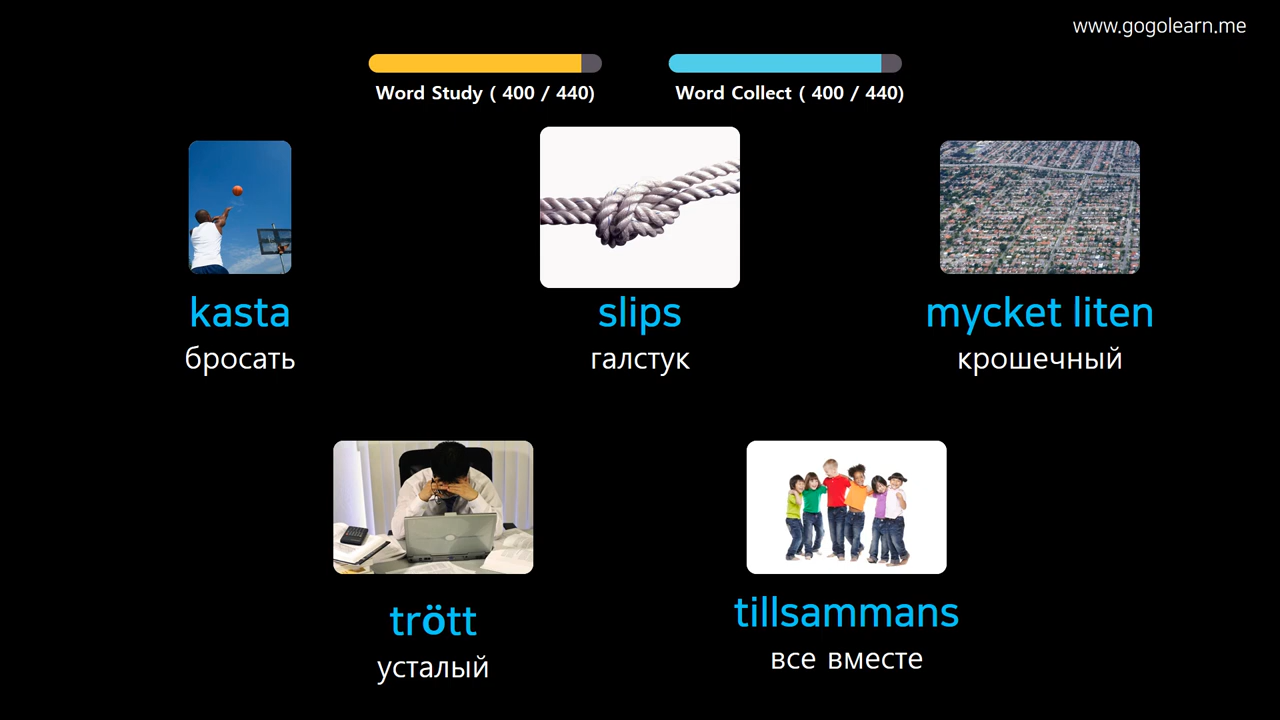 www.gogolearn.me
Word Study ( 400 / 440)
Word Collect ( 400 / 440)
kasta
бросать
slips
галстук
mycket liten
крошечный
trött
усталый
tillsammans
все вместе